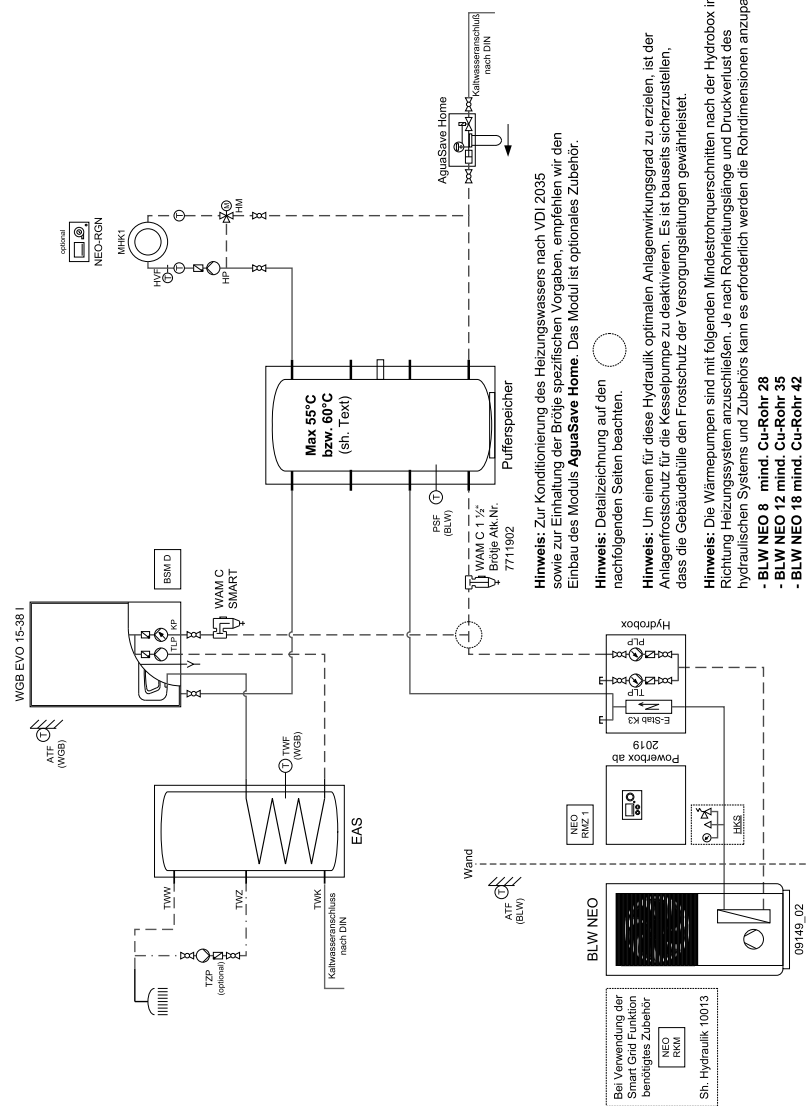 WGB EVO 15-38 I
ATF
(WGB)
BSM D
TLP
KP
WAM C
SMART
optional
NEO-RGN
MHK1
HVF
HP
HM
AguaSave Home
Kaltwasseranschluß
nach DIN
TWW
TWZ
TWK
TZP
(optional)
Kaltwasseranschluss
nach DIN
TWF
(WGB)
EAS
Max 55°C
bzw. 60°C
(sh. Text)
Pufferspeicher
PSF
(BLW)
WAM C 1 ½“
Brötje Atk.Nr.
7711902
Wand
ATF
(BLW)
BLW NEO
NEO
RMZ 1
Powerbox ab
2019
HKS
E-Stab K3
TLP
PLP
Hydrobox
Bei Verwendung der
Smart Grid Funktion
benötigtes Zubehör
NEO
RKM
Sh. Hydraulik 10013
09149_02
Hinweis: Zur Konditionierung des Heizungswassers nach VDI 2035
sowie zur Einhaltung der Brötje spezifischen Vorgaben, empfehlen wir den
Einbau des Moduls AguaSave Home. Das Modul ist optionales Zubehör.
Hinweis: Detailzeichnung auf den
nachfolgenden Seiten beachten.
Hinweis: Um einen für diese Hydraulik optimalen Anlagenwirkungsgrad zu erzielen, ist der
Anlagenfrostschutz für die Kesselpumpe zu deaktivieren. Es ist bauseits sicherzustellen,
dass die Gebäudehülle den Frostschutz der Versorgungsleitungen gewährleistet.
Hinweis: Die Wärmepumpen sind mit folgenden Mindestrohrquerschnitten nach der Hydrobox in
Richtung Heizungssystem anzuschließen. Je nach Rohrleitungslänge und Druckverlust des
hydraulischen Systems und Zubehörs kann es erforderlich werden die Rohrdimensionen anzupa
- BLW NEO 8 mind. Cu-Rohr 28
- BLW NEO 12 mind. Cu-Rohr 35
- BLW NEO 18 mind. Cu-Rohr 42